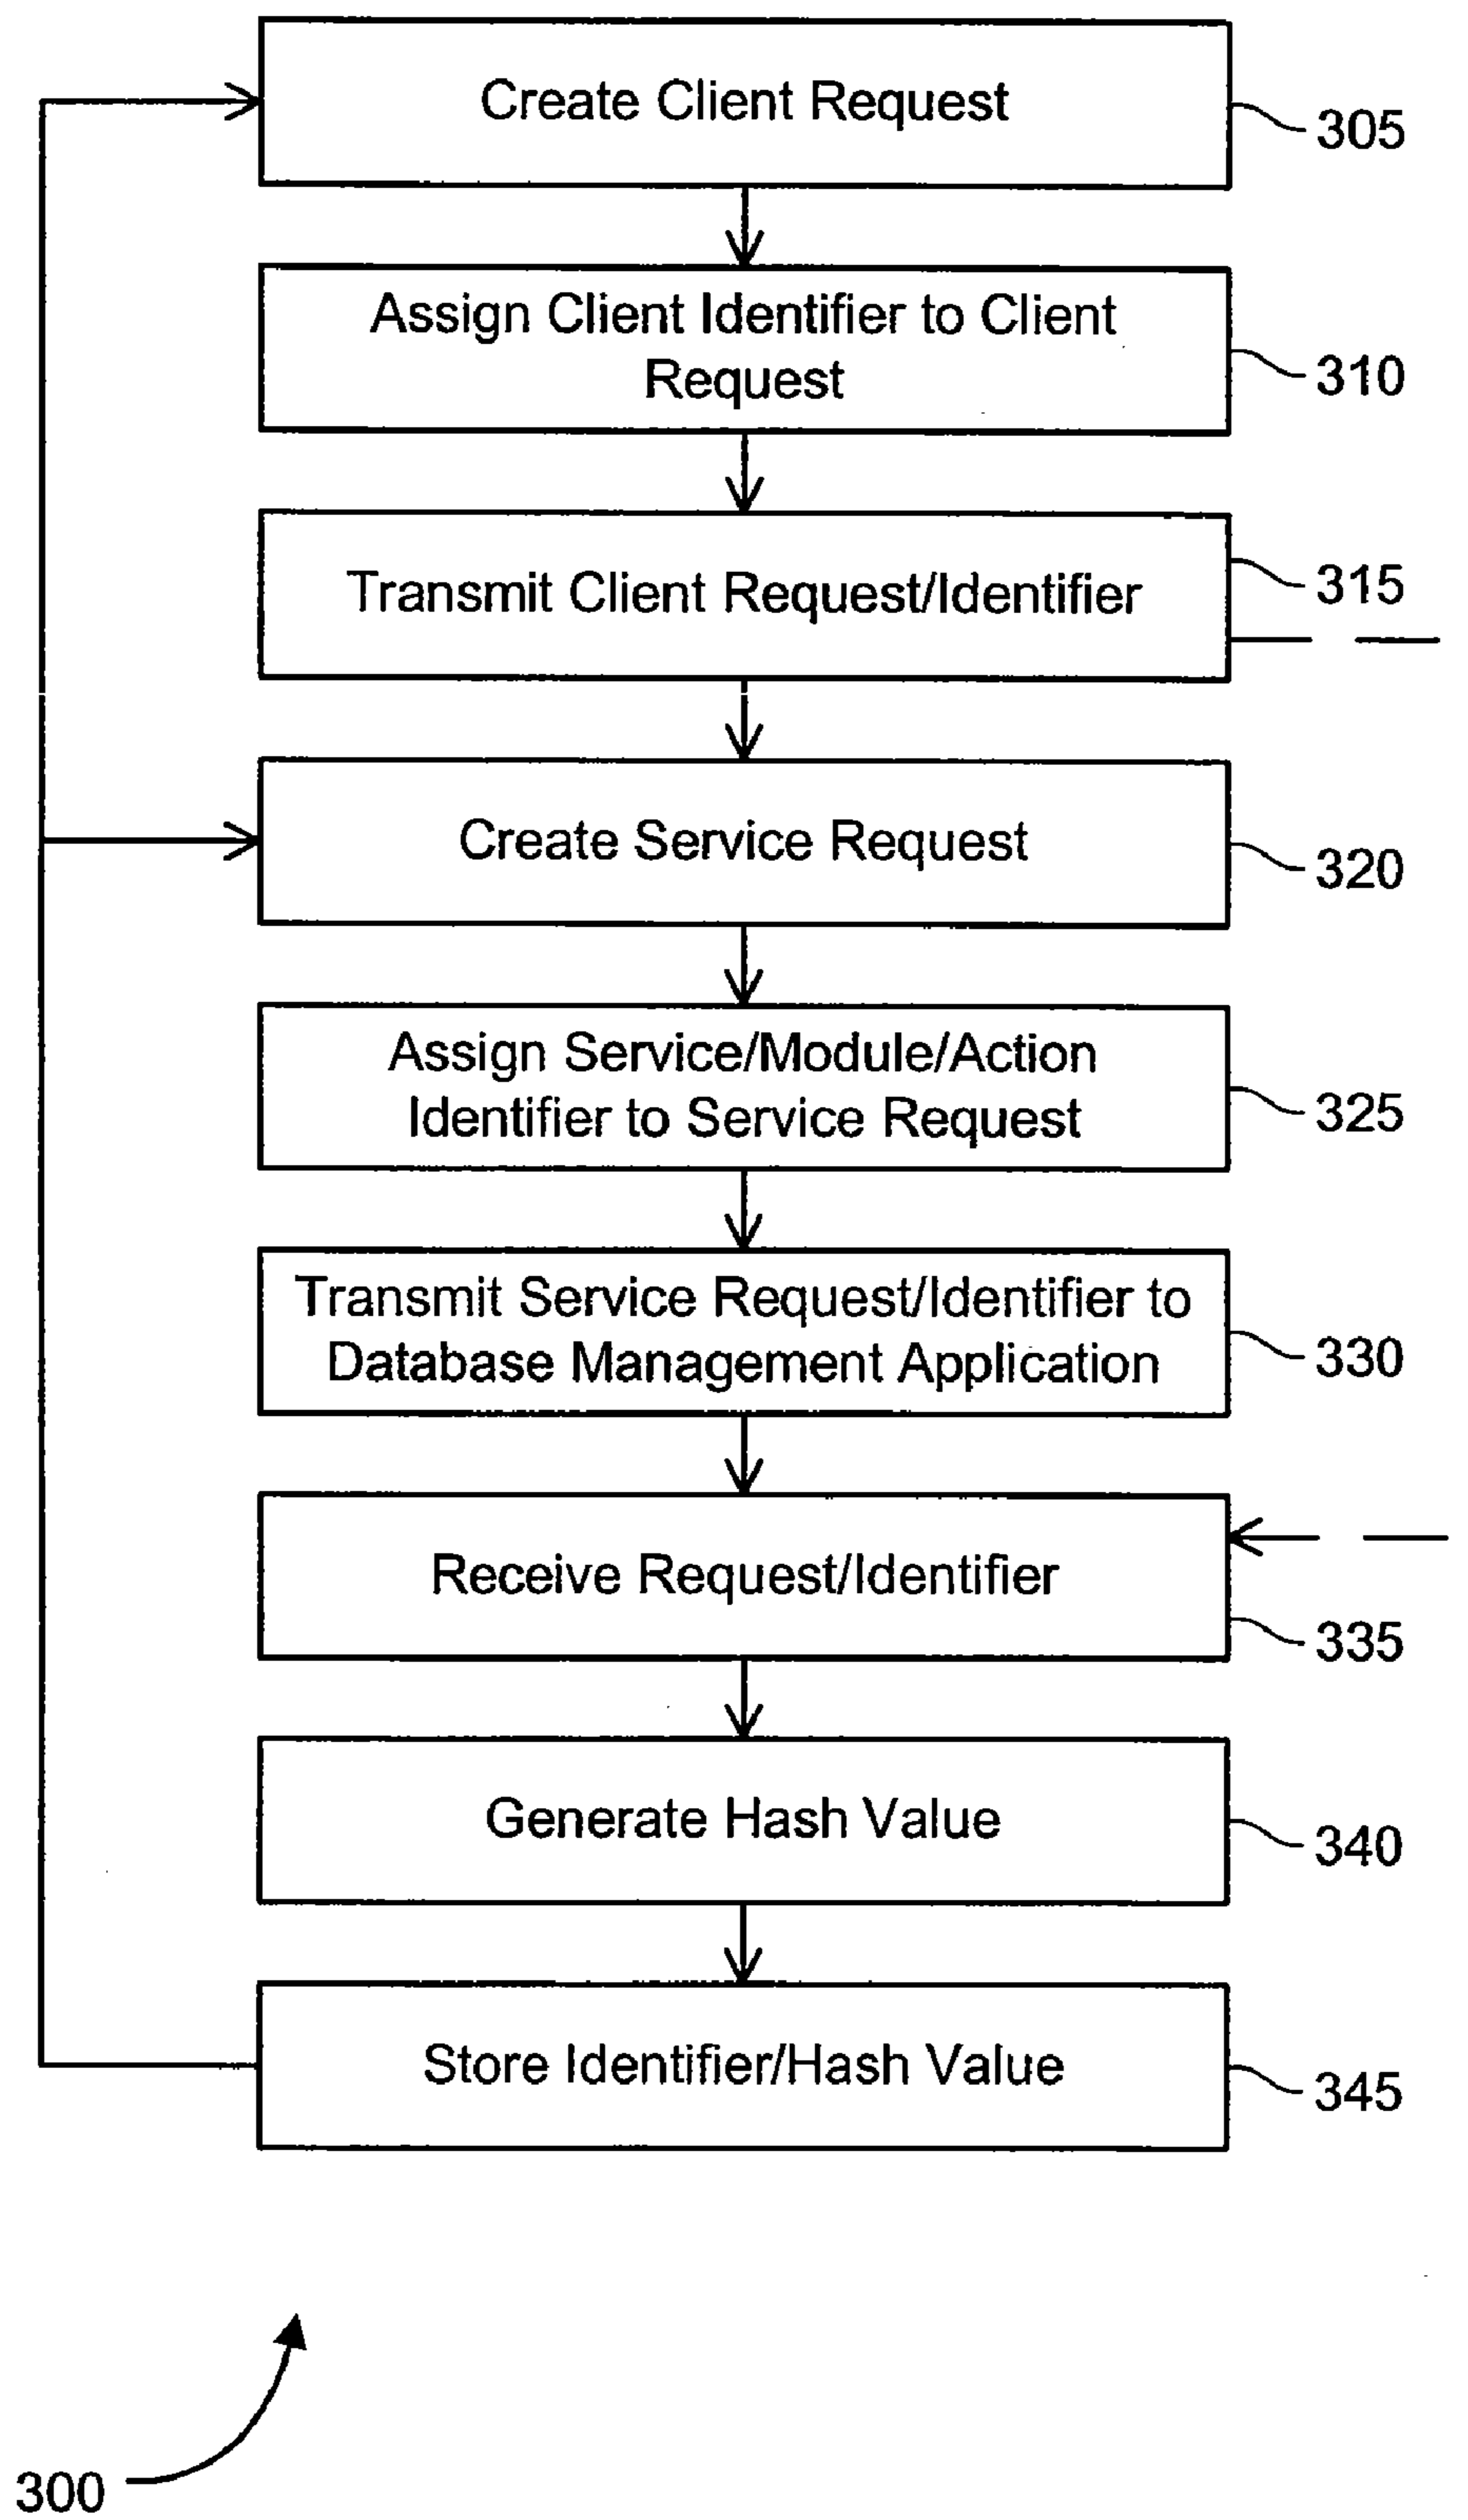 Create Client Request
305
Assign Client Identifier to Client
Request
310
Transmit Client Request/Identifier
315
Create Service Request
320
Assign Service/Module/Action
Identifier to Service Request
325
Transmit Service Request/Identifier to
Database Management Application
330
Receive Request/Identifier
335
Generate Hash Value
340
Store Identifier/Hash Value
345
300